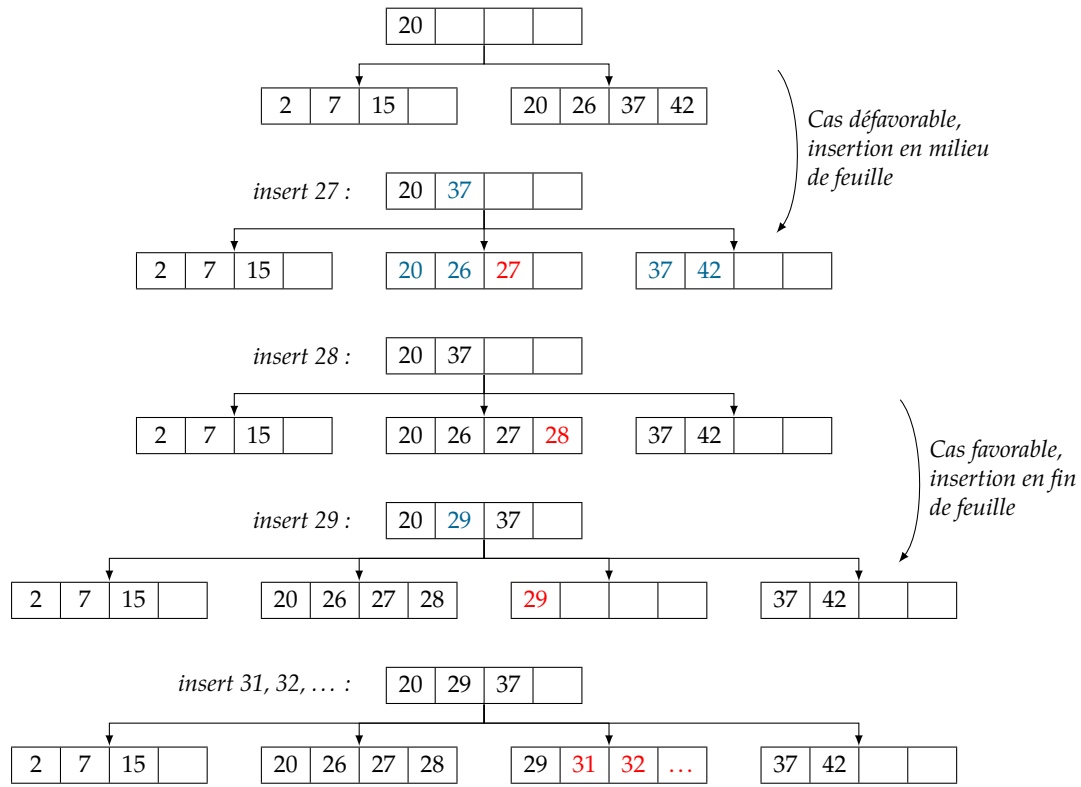 20
2 7 15 20 26 37 42
Cas défavorable,
insertion en milieu
de feuille
insert 27 : 20 37
2 7 15 20 26 27 37 42
insert 28 : 20 37
2 7 15 20 26 27 28 37 42
Cas favorable,
insertion en fin
de feuille
insert 29 : 20 29 37
2 7 15 20 26 27 28 29 37 42
insert 31, 32, … : 20 29 37
2 7 15 20 26 27 28 29 31 32 … 37 42